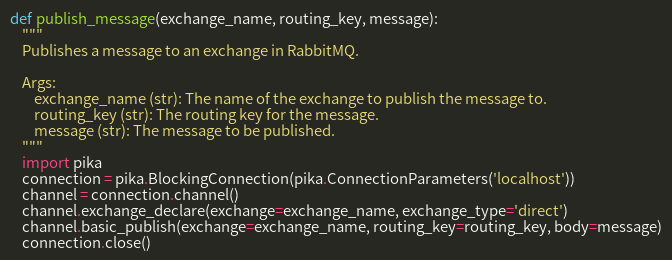 def publish_message(exchange_name, routing_key, message):
    """
    Publishes a message to an exchange in RabbitMQ.

    Args:
        exchange_name (str): The name of the exchange to publish the message to.
        routing_key (str): The routing key for the message.
        message (str): The message to be published.
    """
    import pika
    connection = pika.BlockingConnection(pika.ConnectionParameters('localhost'))
    channel = connection.channel()
    channel.exchange_declare(exchange=exchange_name, exchange_type='direct')
    channel.basic_publish(exchange=exchange_name, routing_key=routing_key, body=message)
    connection.close()